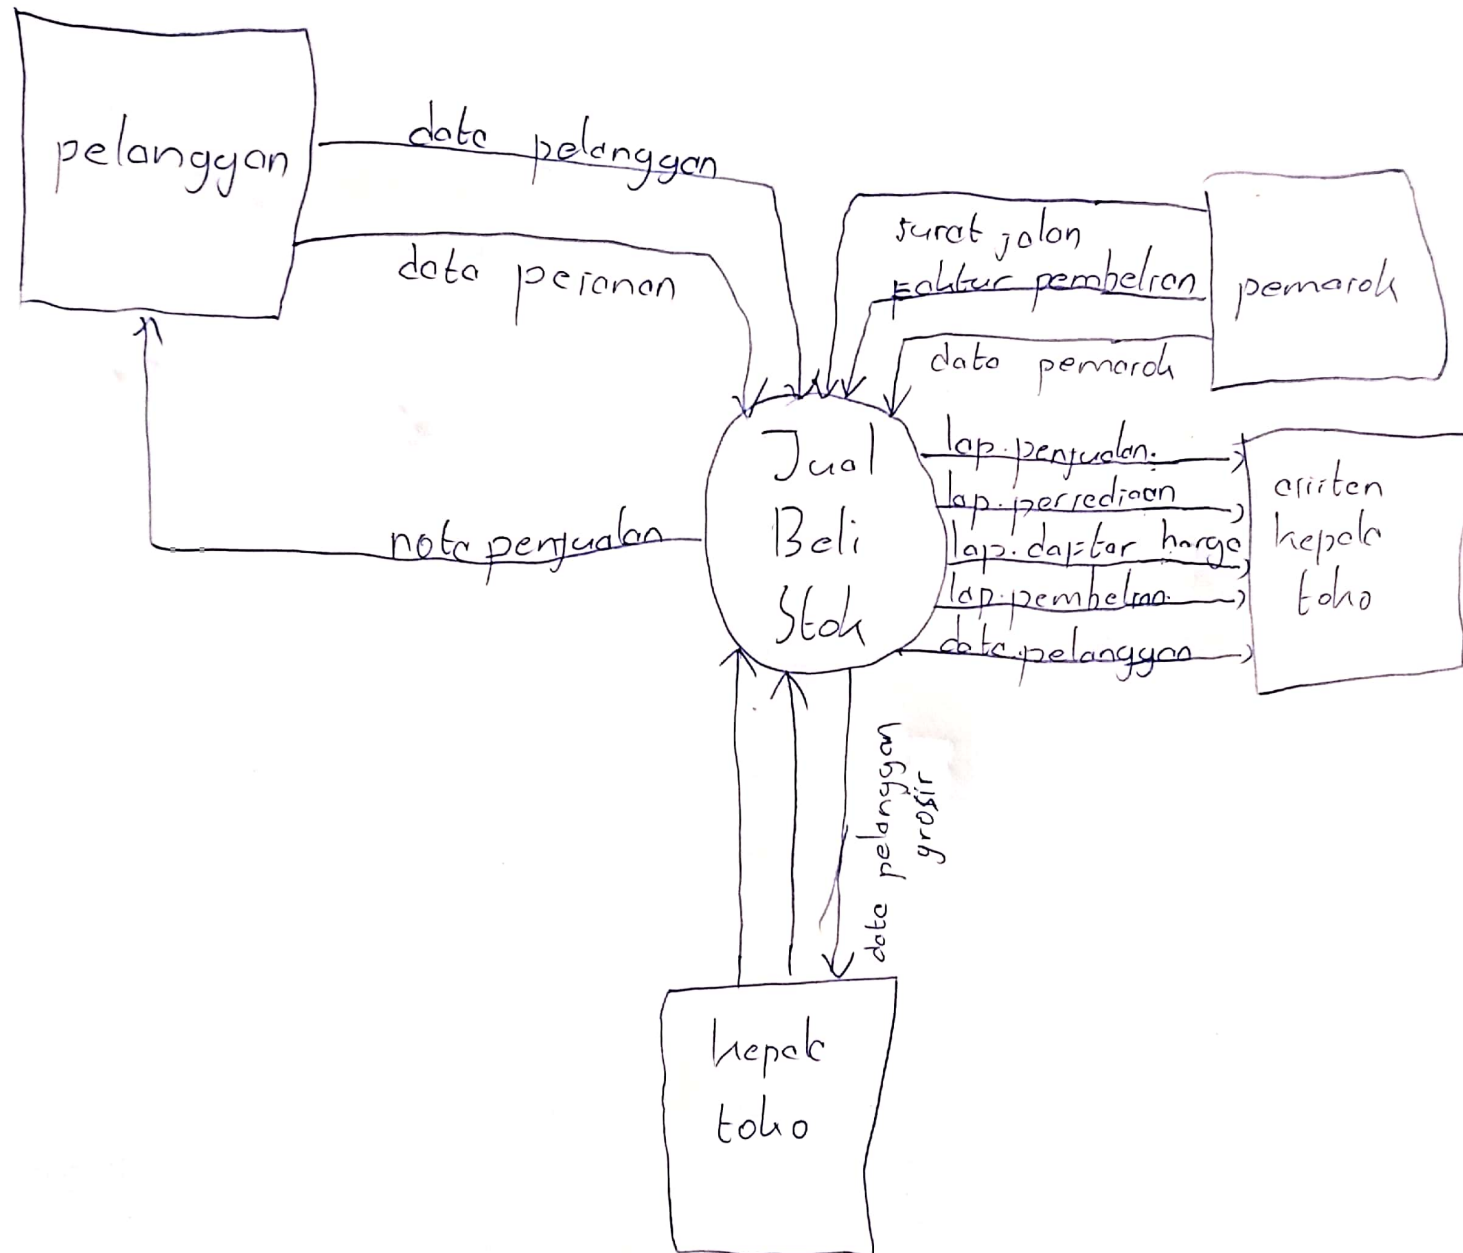 pelanggan
data pelanggan
data pesanan
surat jalan
faktur pembelian
data pemasok
pemasok
Jual
Beli
Stok
nota penjualan
lap. penjualan.
lap. persediaan
lap. daftar harga
lap. pembelian.
data pelanggan
asisten
kepala
toko
data pelanggan
grosir
kepala
toko